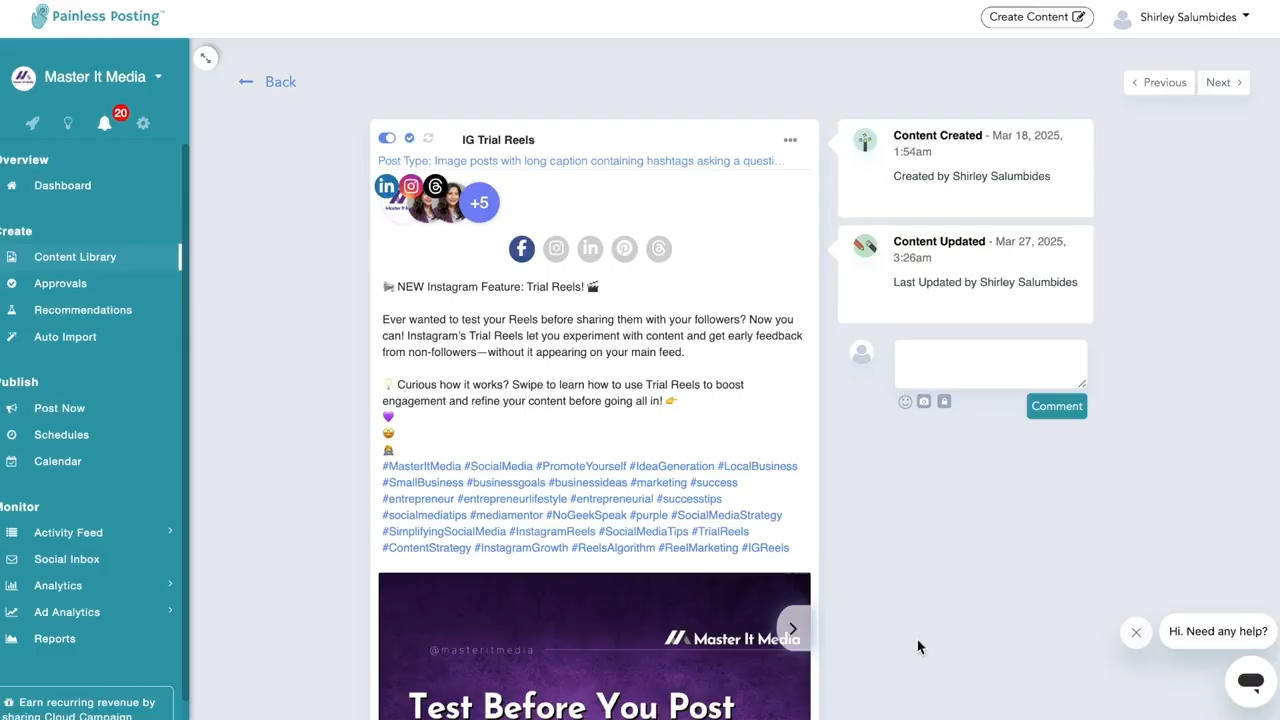 Painless Posting™
Create Content
Shirley Salumbides
Master It Media
20
Overview
Dashboard
Create
Content Library
Approvals
Recommendations
Auto Import
Publish
Post Now
Schedules
Calendar
Monitor
Activity Feed
Social Inbox
Analytics
Ad Analytics
Reports
Earn recurring revenue by
sharing Cloud Campaign
Back
Previous
Next
IG Trial Reels
Post Type: Image posts with long caption containing hashtags asking a questi…
+5
📢 NEW Instagram Feature: Trial Reels! 🎬
Ever wanted to test your Reels before sharing them with your followers? Now you
can! Instagram's Trial Reels let you experiment with content and get early feedback
from non-followers—without it appearing on your main feed.
💡 Curious how it works? Swipe to learn how to use Trial Reels to boost
engagement and refine your content before going all in! 👉
#MasterItMedia #SocialMedia #PromoteYourself #IdeaGeneration #LocalBusiness
#SmallBusiness #businessgoals #businessideas #marketing #success
#entrepreneur #entrepreneurlifestyle #entrepreneurial #successtips
#socialmediatips #mediamentor #NoGeekSpeak #purple #SocialMediaStrategy
#SimplifyingSocialMedia #InstagramReels #SocialMediaTips #TrialReels
#ContentStrategy #InstagramGrowth #ReelsAlgorithm #ReelMarketing #IGReels
Master It Media
@masteritmedia
Test Before You Post
Content Created - Mar 18, 2025,
1:54am
Created by Shirley Salumbides
Content Updated - Mar 27, 2025,
3:26am
Last Updated by Shirley Salumbides
Comment
Hi. Need any help?